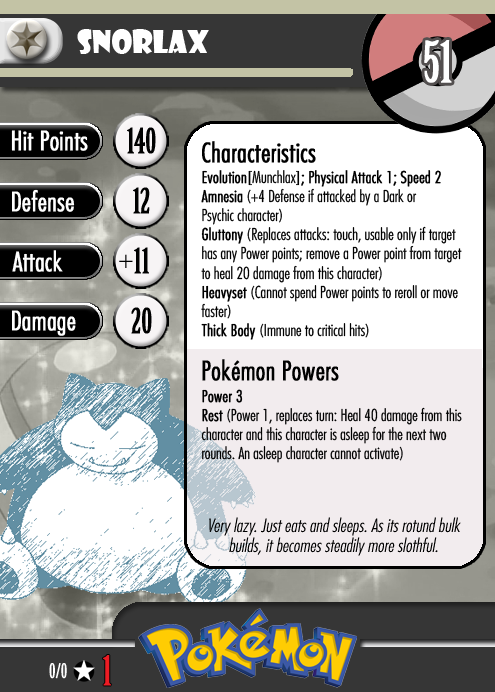 SNORLAX
51
Hit Points 140
Defense 12
Attack +11
Damage 20
Characteristics
Evolution[Munchlax]; Physical Attack 1; Speed 2
Amnesia (+4 Defense if attacked by a Dark or
Psychic character)
Gluttony (Replaces attacks: touch, usable only if target
has any Power points; remove a Power point from target
to heal 20 damage from this character)
Heavyset (Cannot spend Power points to reroll or move
faster)
Thick Body (Immune to critical hits)
Pokémon Powers
Power 3
Rest (Power 1, replaces turn: Heal 40 damage from this
character and this character is asleep for the next two
rounds. An asleep character cannot activate)
Very lazy. Just eats and sleeps. As its rotund bulk
builds, it becomes steadily more slothful.
0/0 ★ 1
POKéMON